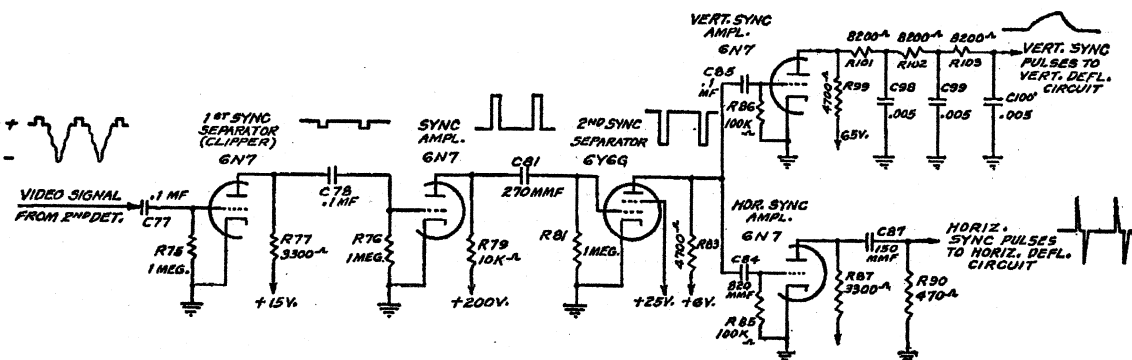 VERT. SYNC
AMPL.
6N7
C85
.1
MF
R86
100K
Ω
4700Ω
R99
65V.
8200Ω
R101
8200Ω
R102
8200Ω
R103
C98
.005
C99
.005
C100
.005
VERT. SYNC
PULSES TO
VERT. DEFL.
CIRCUIT
+
-
VIDEO SIGNAL
FROM 2ND DET.
.1 MF
C77
R75
1 MEG.
1ST SYNC
SEPARATOR
(CLIPPER)
6N7
R77
3300Ω
+15V.
C78
.1MF
R76
1MEG.
SYNC
AMPL.
6N7
R79
10KΩ
+200V.
C81
270MMF
R81
1MEG.
2ND SYNC
SEPARATOR
6Y6G
+25V.
4700Ω
R83
+6V.
HOR. SYNC
AMPL.
6N7
C84
820
MMF
R85
100K
Ω
R87
3300Ω
C87
150
MMF
R90
470Ω
HORIZ.
SYNC PULSES
TO HORIZ. DEFL.
CIRCUIT